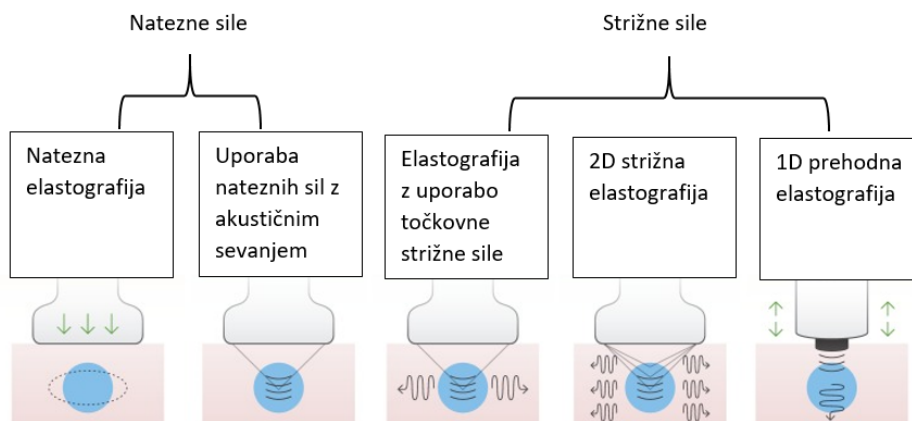 Natezne sile
Strižne sile
Natezna
elastografija
Uporaba
nateznih sil z
akustičnim
sevanjem
Elastografija
z uporabo
točkovne
strižne sile
2D strižna
elastografija
1D prehodna
elastografija